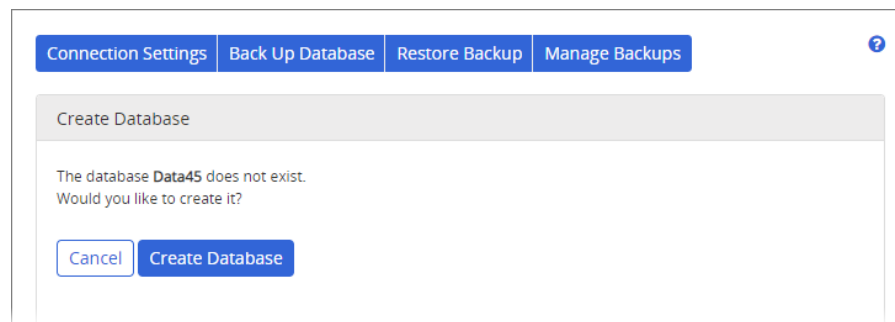 Connection Settings Back Up Database Restore Backup Manage Backups ?
Create Database
The database Data45 does not exist.
Would you like to create it?
Cancel Create Database